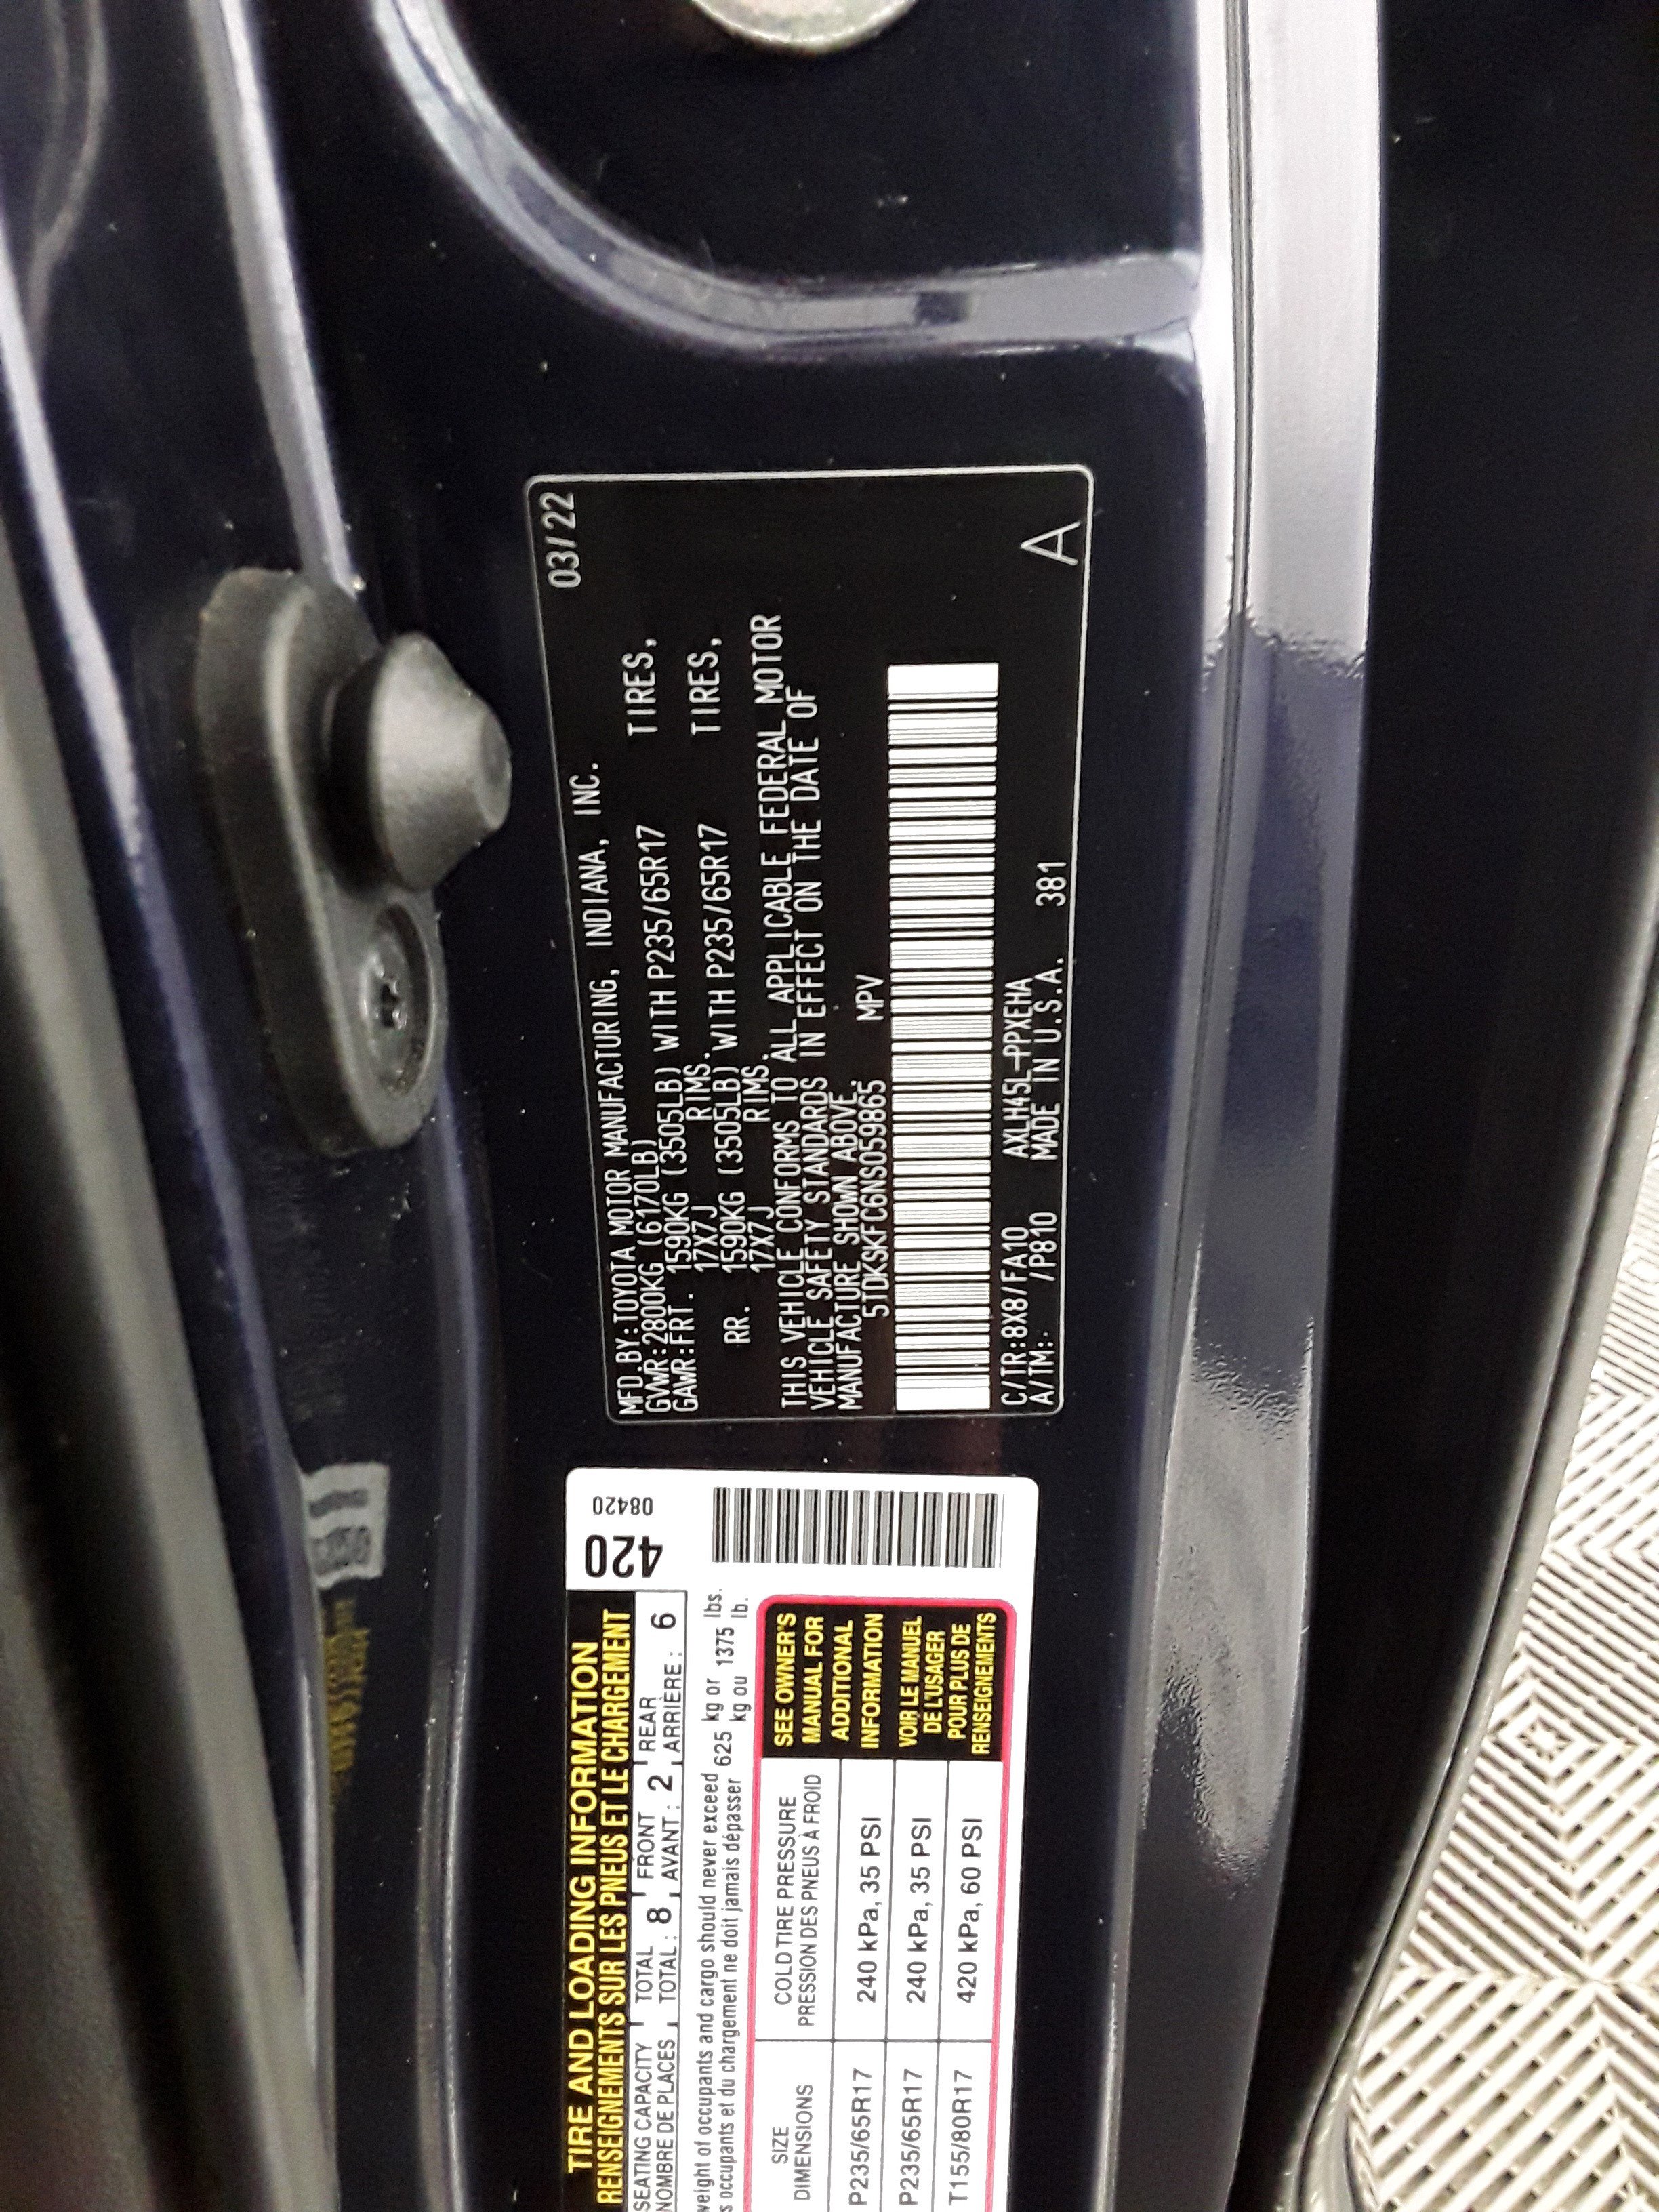 03/22
MFD.BY:TOYOTA MOTOR MANUFACTURING, INDIANA, INC.
GVWR:2800KG (6170LB)
GAWR:FRT. 1590KG (3505LB) WITH P235/65R17 TIRES,
17X7J RIMS.
RR. 1590KG (3505LB) WITH P235/65R17 TIRES,
17X7J RIMS.
THIS VEHICLE CONFORMS TO ALL APPLICABLE FEDERAL MOTOR
VEHICLE SAFETY STANDARDS IN EFFECT ON THE DATE OF
MANUFACTURE SHOWN ABOVE.
5TDKSKFC6NS059865 MPV
C/TR:8X8/FA10 AXLH45L-PPXEHA
A/TM: /P810 MADE IN U.S.A. 381
A
TIRE AND LOADING INFORMATION
RENSEIGNEMENTS SUR LES PNEUS ET LE CHARGEMENT
420
08420
SEATING CAPACITY TOTAL FRONT REAR
NOMBRE DE PLACES TOTAL : 8 AVANT : 2 ARRIÈRE : 6
weight of occupants and cargo should never exceed 625 kg or 1375 lbs.
occupants et du chargement ne doit jamais dépasser kg ou lb.
SIZE
DIMENSIONS
COLD TIRE PRESSURE
PRESSION DES PNEUS À FROID
P235/65R17 240 kPa, 35 PSI
P235/65R17 240 kPa, 35 PSI
T155/80R17 420 kPa, 60 PSI
SEE OWNER'S
MANUAL FOR
ADDITIONAL
INFORMATION
VOIR LE MANUEL
DE L'USAGER
POUR PLUS DE
RENSEIGNEMENTS